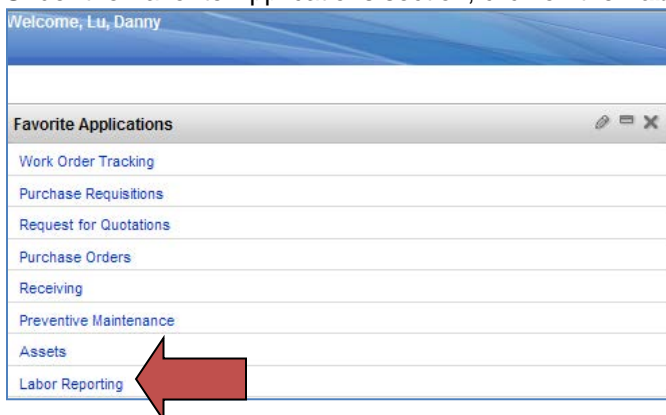 Welcome, Lu, Danny
Favorite Applications
Work Order Tracking
Purchase Requisitions
Request for Quotations
Purchase Orders
Receiving
Preventive Maintenance
Assets
Labor Reporting